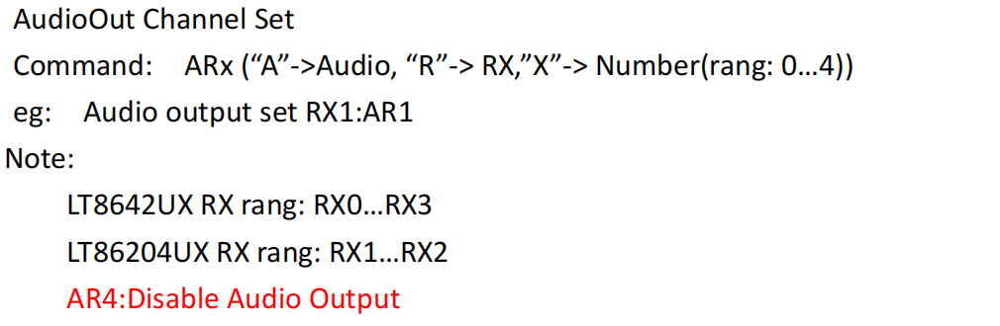 AudioOut Channel Set
Command: ARx (“A”->Audio, “R”-> RX,”X”-> Number(rang: 0…4))
eg: Audio output set RX1:AR1
Note:
LT8642UX RX rang: RX0…RX3
LT86204UX RX rang: RX1…RX2
AR4:Disable Audio Output